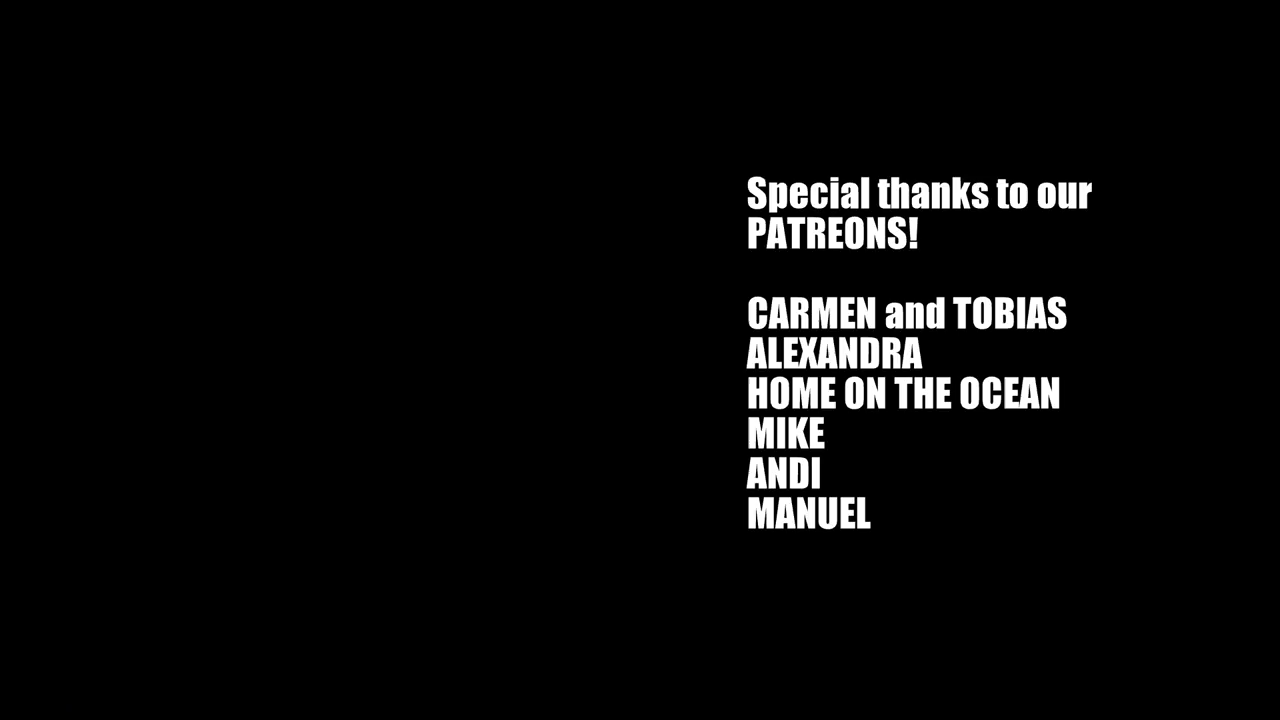 Special thanks to our
PATREONS!
CARMEN and TOBIAS
ALEXANDRA
HOME ON THE OCEAN
MIKE
ANDI
MANUEL